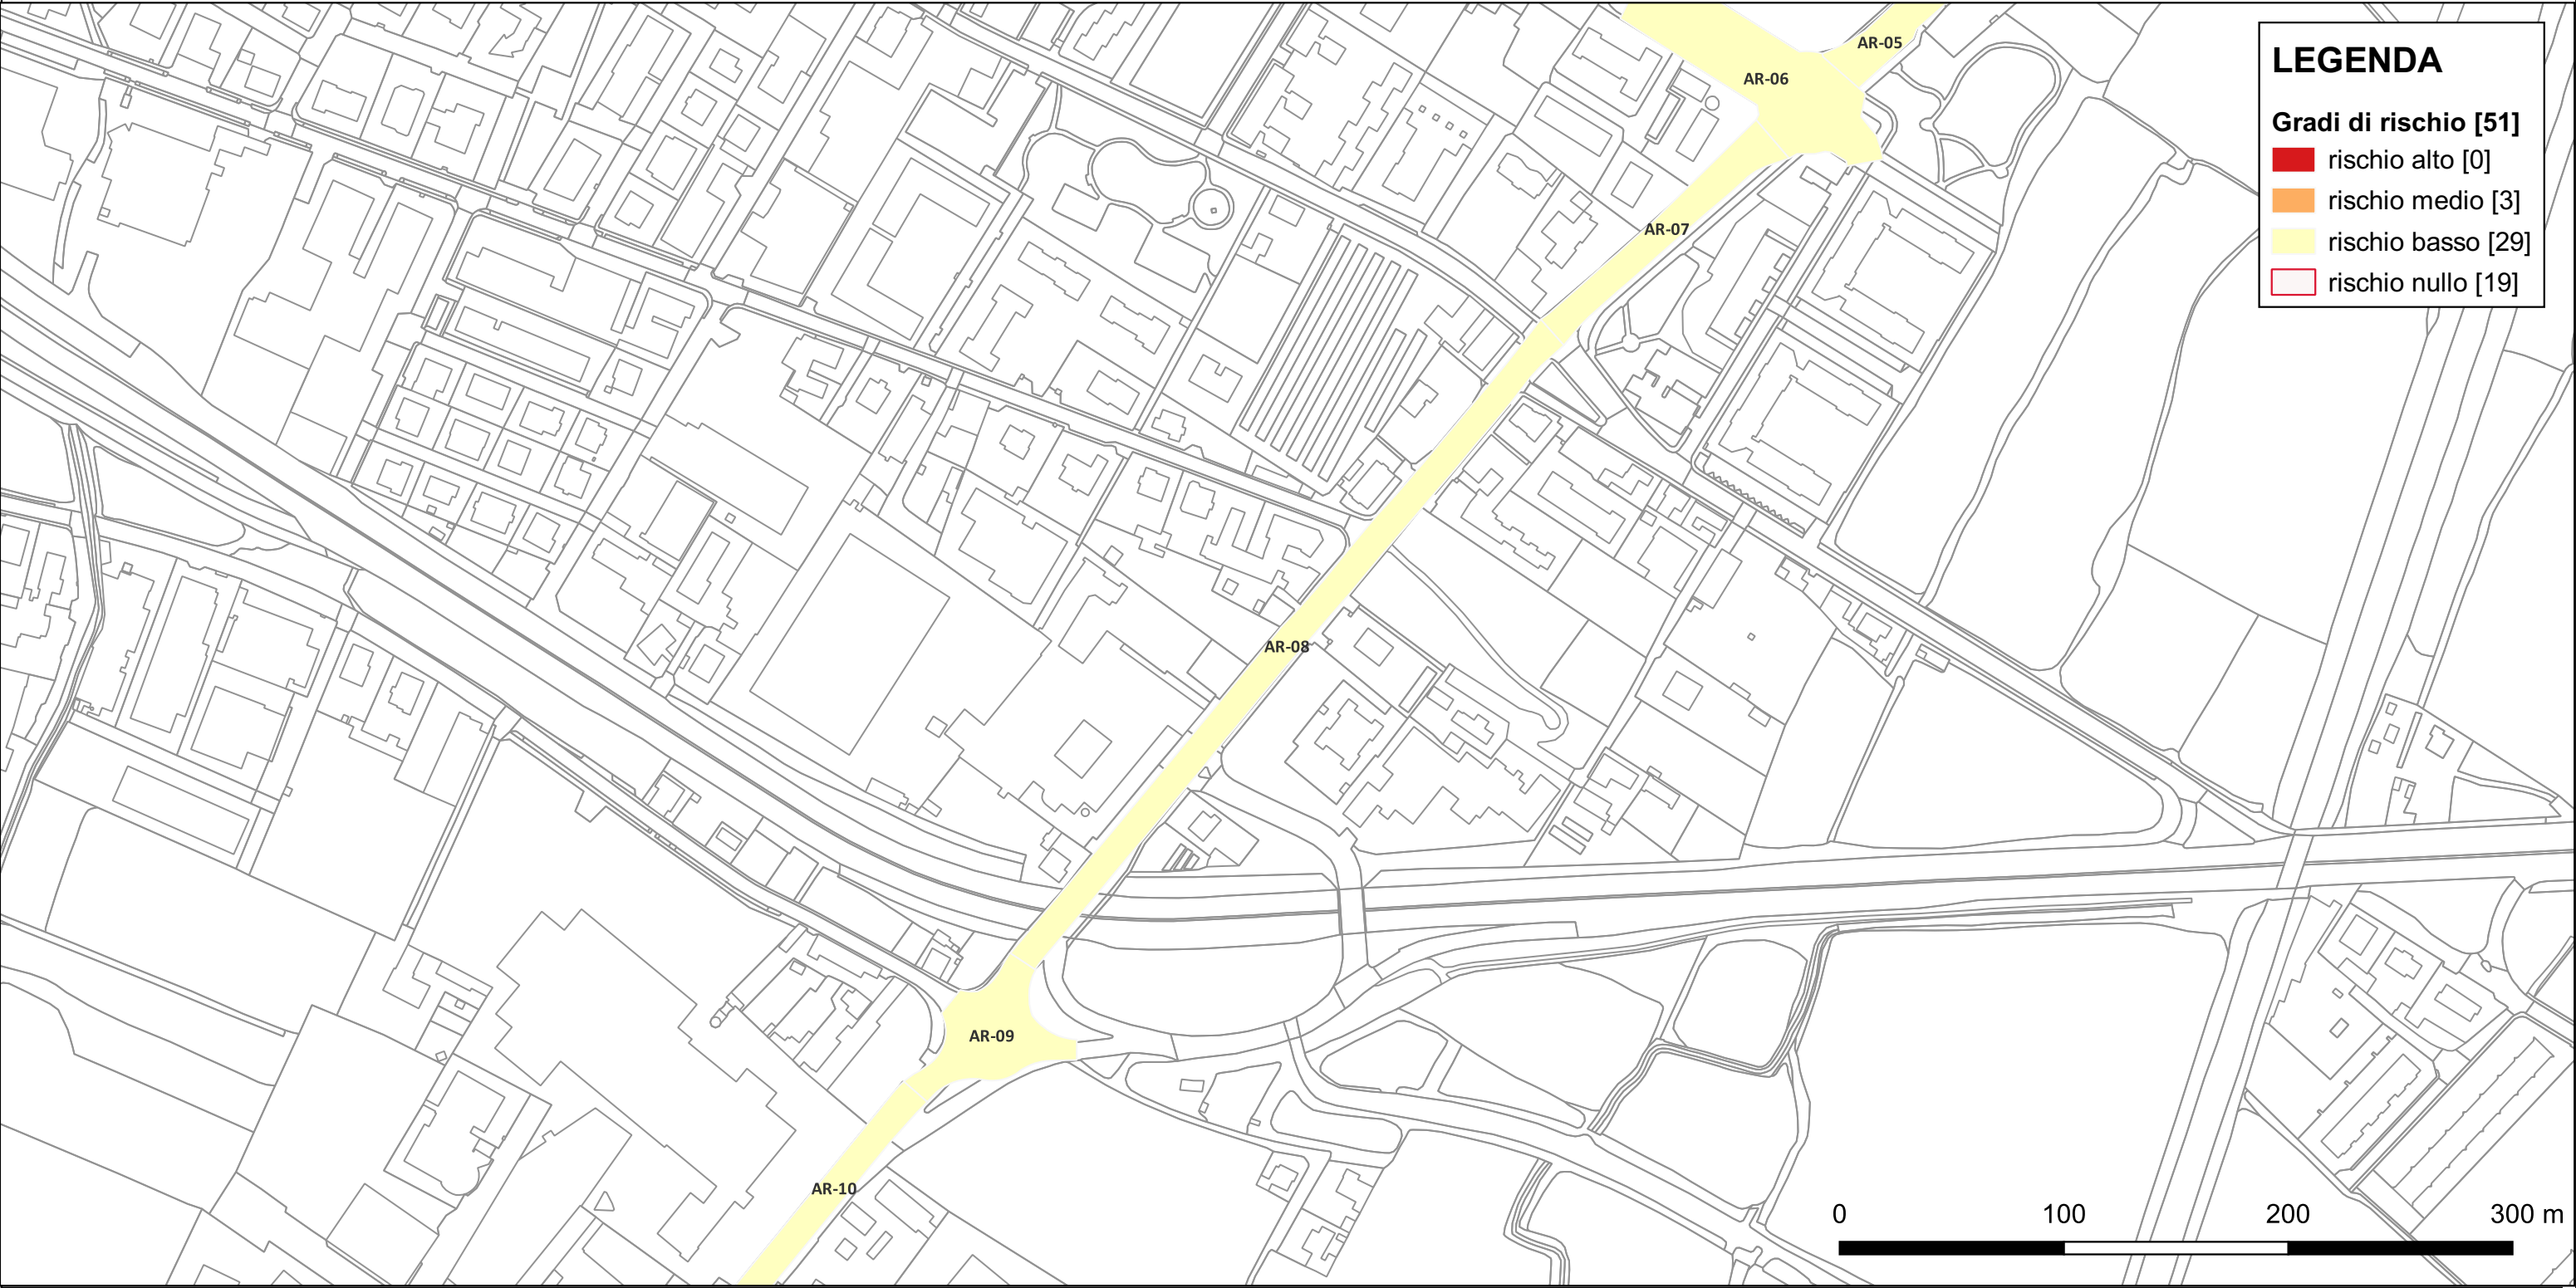 AR-05
AR-06
LEGENDA
Gradi di rischio [51]
rischio alto [0]
rischio medio [3]
rischio basso [29]
rischio nullo [19]
AR-07
AR-08
AR-09
AR-10
0 100 200 300 m